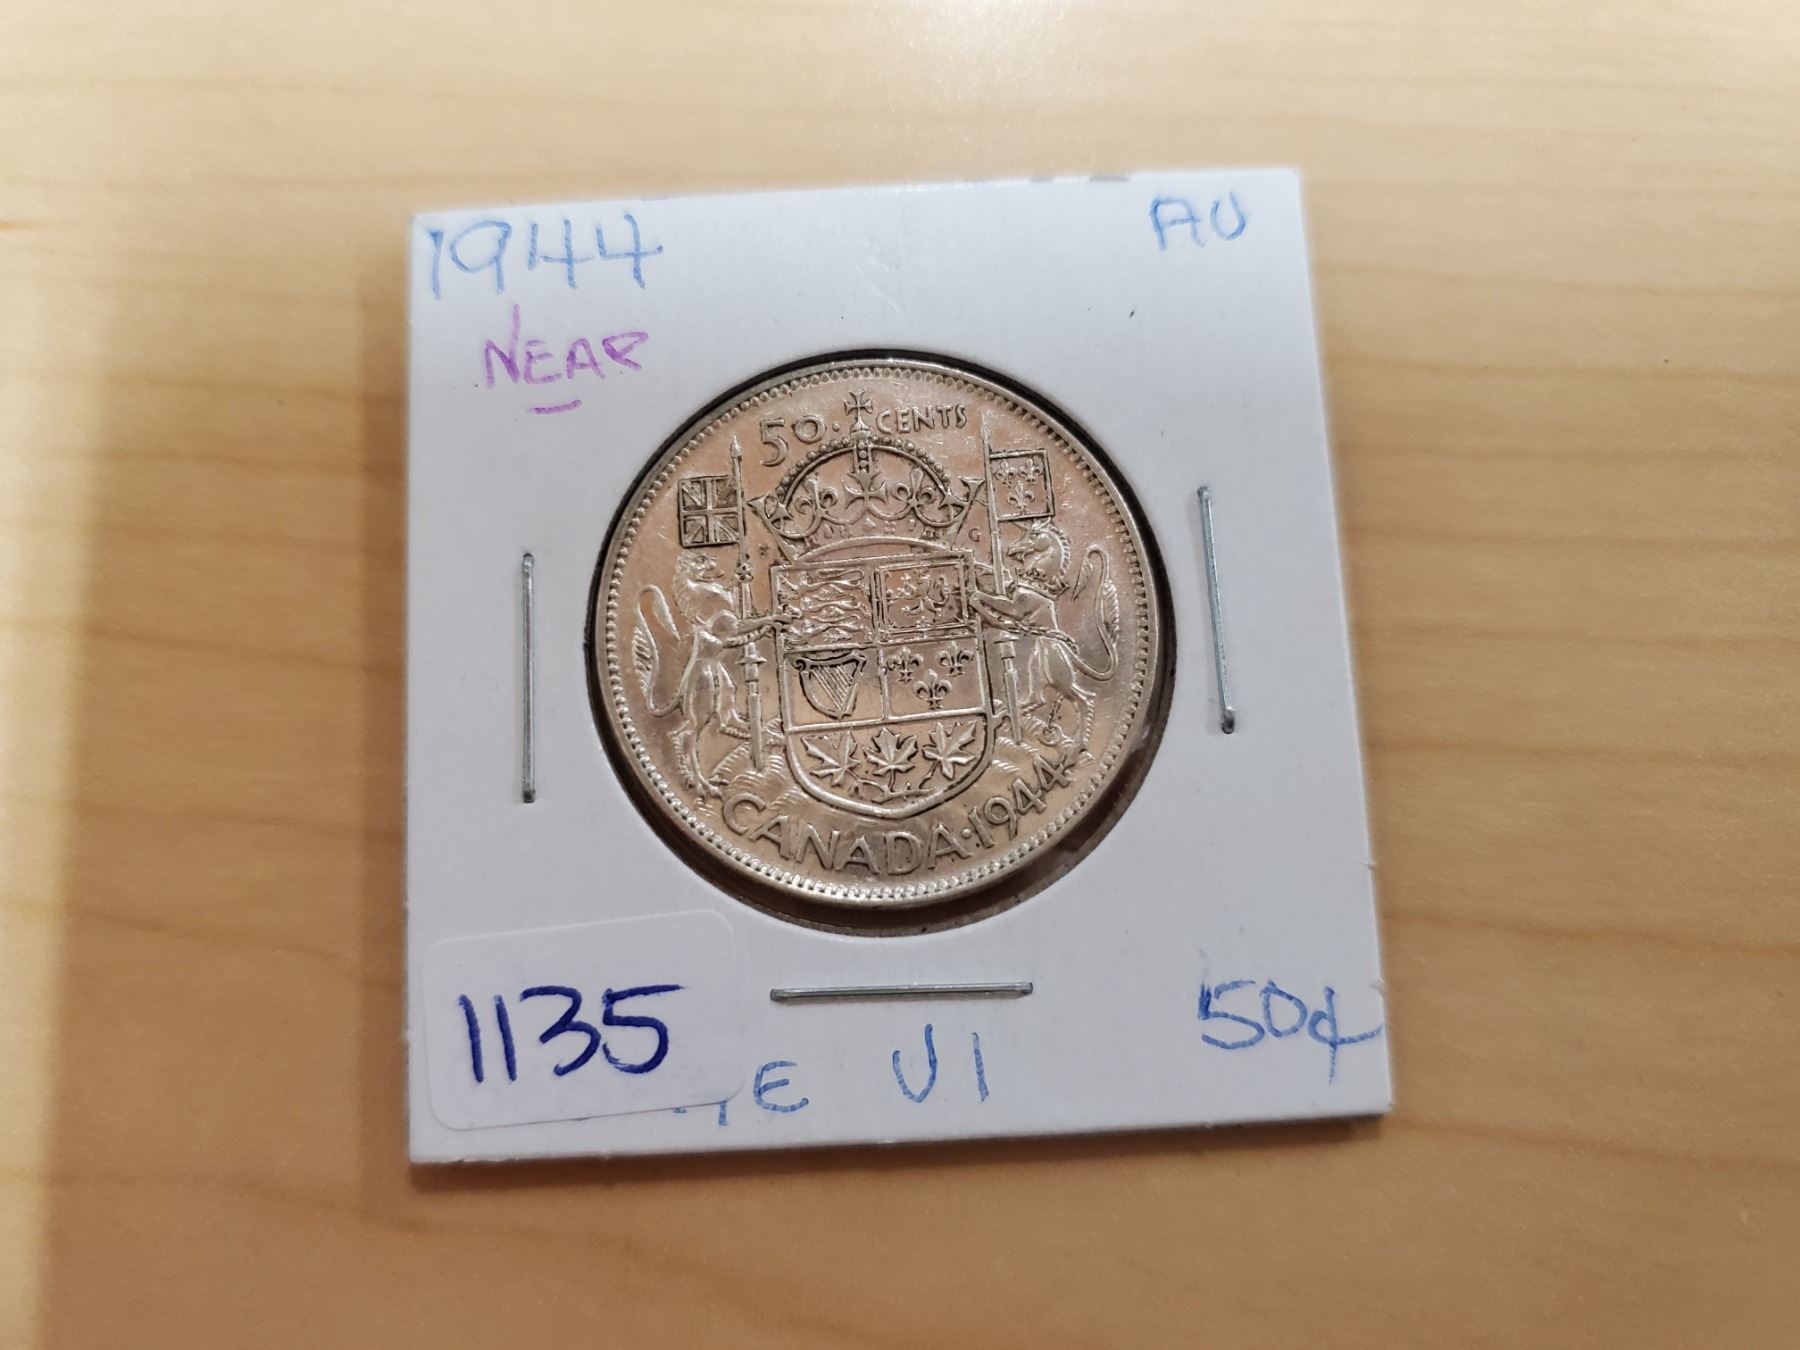 1944 AU
NEAR
50 · CENTS
K G
CANADA · 1944
1135
VI
50¢